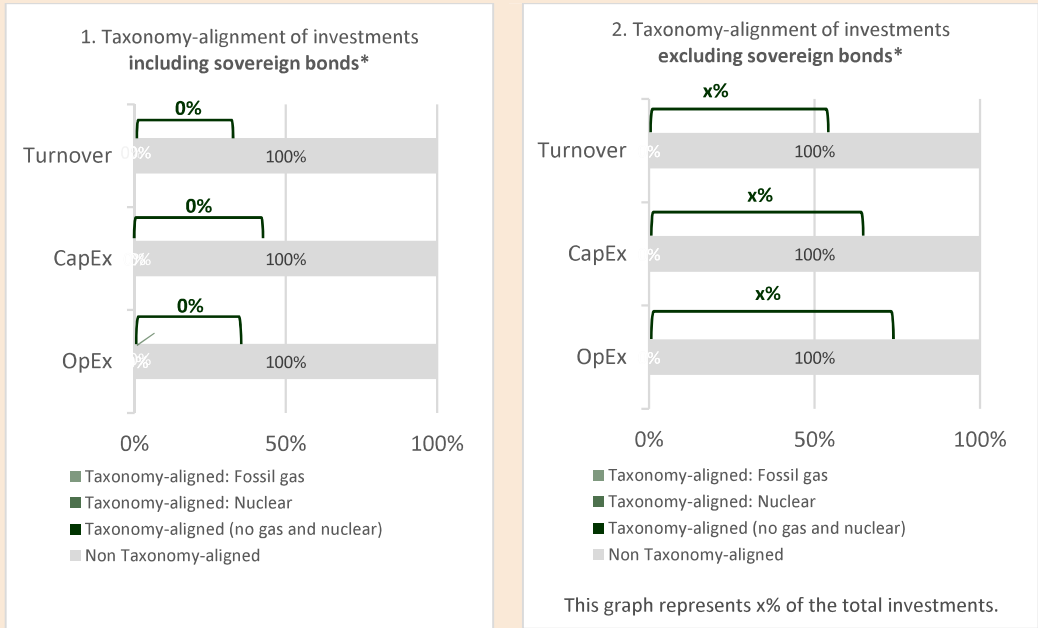 1. Taxonomy-alignment of investments
including sovereign bonds*
0%
Turnover
100%
0%
CapEx
100%
0%
OpEx
100%
0% 50% 100%
Taxonomy-aligned: Fossil gas
Taxonomy-aligned: Nuclear
Taxonomy-aligned (no gas and nuclear)
Non Taxonomy-aligned
2. Taxonomy-alignment of investments
excluding sovereign bonds*
x%
Turnover
%
100%
x%
CapEx
%
100%
x%
OpEx
%
100%
0% 50% 100%
Taxonomy-aligned: Fossil gas
Taxonomy-aligned: Nuclear
Taxonomy-aligned (no gas and nuclear)
Non Taxonomy-aligned
This graph represents x% of the total investments.